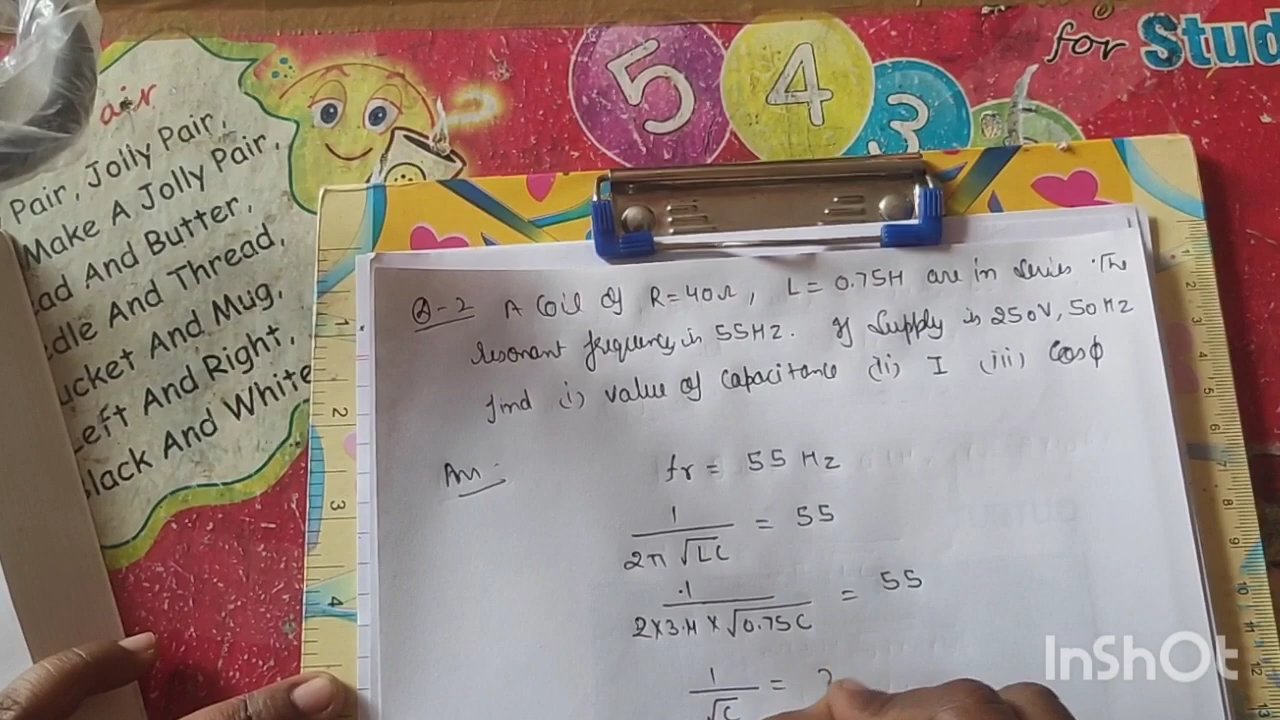 for Stud
5 4 3
air
Pair, Jolly Pair,
Make A Jolly Pair.
ad And Butter,
dle And Thread,
ucket And Mug,
Left And Right,
Black And White
Q-2 A Coil of R=40Ω, L= 0.75H are in series. The
resonant frequency is 55Hz. If Supply is 250V, 50Hz
find i) value of capacitance (ii) I (iii) Cosϕ
Ans:
fr = 55 Hz
1 / 2π √LC = 55
1 / 2×3.14×√0.75C = 55
1 / √C =
InShOt